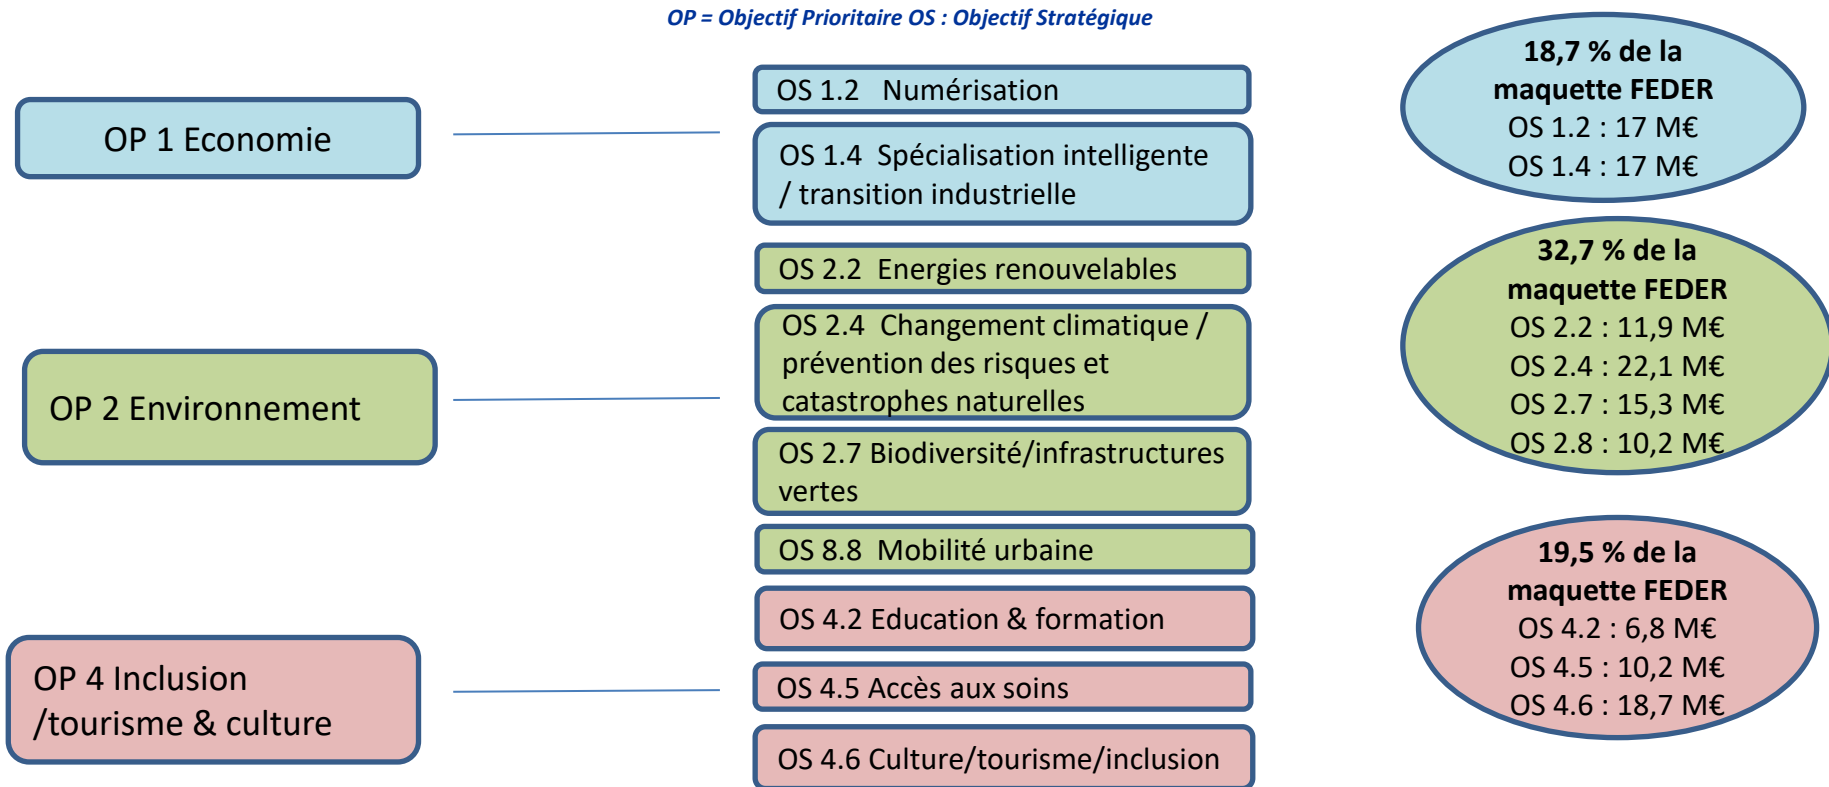 OP = Objectif Prioritaire OS : Objectif Stratégique
OP 1 Economie
OS 1.2 Numérisation
OS 1.4 Spécialisation intelligente
/ transition industrielle
18,7 % de la
maquette FEDER
OS 1.2 : 17 M€
OS 1.4 : 17 M€
OP 2 Environnement
OS 2.2 Energies renouvelables
OS 2.4 Changement climatique /
prévention des risques et
catastrophes naturelles
OS 2.7 Biodiversité/infrastructures
vertes
OS 8.8 Mobilité urbaine
32,7 % de la
maquette FEDER
OS 2.2 : 11,9 M€
OS 2.4 : 22,1 M€
OS 2.7 : 15,3 M€
OS 2.8 : 10,2 M€
OP 4 Inclusion
/tourisme & culture
OS 4.2 Education & formation
OS 4.5 Accès aux soins
OS 4.6 Culture/tourisme/inclusion
19,5 % de la
maquette FEDER
OS 4.2 : 6,8 M€
OS 4.5 : 10,2 M€
OS 4.6 : 18,7 M€